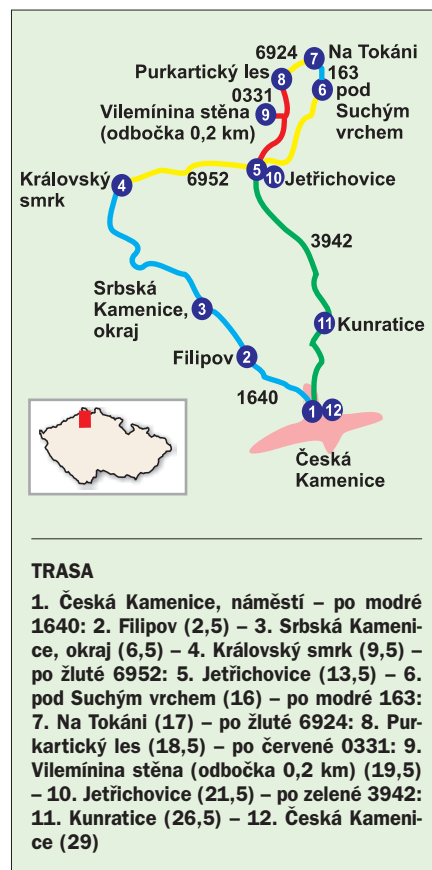 6924
7
Na Tokáni
163
Purkartický les
8
6
pod
Suchým
vrchem
0331
Vilemínina stěna
(odbočka 0,2 km)
9
5
10
Jetřichovice
6952
Královský
smrk
4
3942
Srbská
Kamenice,
okraj
3
11
Kunratice
Filipov
2
1640
1
12
Česká
Kamenice
TRASA
1. Česká Kamenice, náměstí – po modré
1640: 2. Filipov (2,5) – 3. Srbská Kameni-
ce, okraj (6,5) – 4. Královský smrk (9,5) –
po žluté 6952: 5. Jetřichovice (13,5) – 6.
pod Suchým vrchem (16) – po modré 163:
7. Na Tokáni (17) – po žluté 6924: 8. Pur-
kartický les (18,5) – po červené 0331: 9.
Vilemínina stěna (odbočka 0,2 km) (19,5)
– 10. Jetřichovice (21,5) – po zelené 3942:
11. Kunratice (26,5) – 12. Česká Kameni-
ce (29)